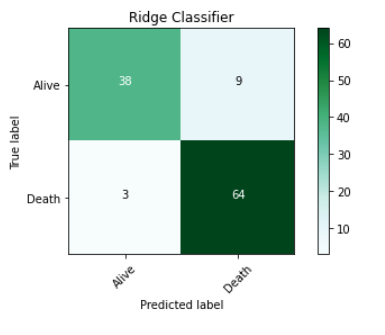 Ridge Classifier
True label
Alive
38
9
Death
3
64
Alive
Death
Predicted label
60
50
40
30
20
10